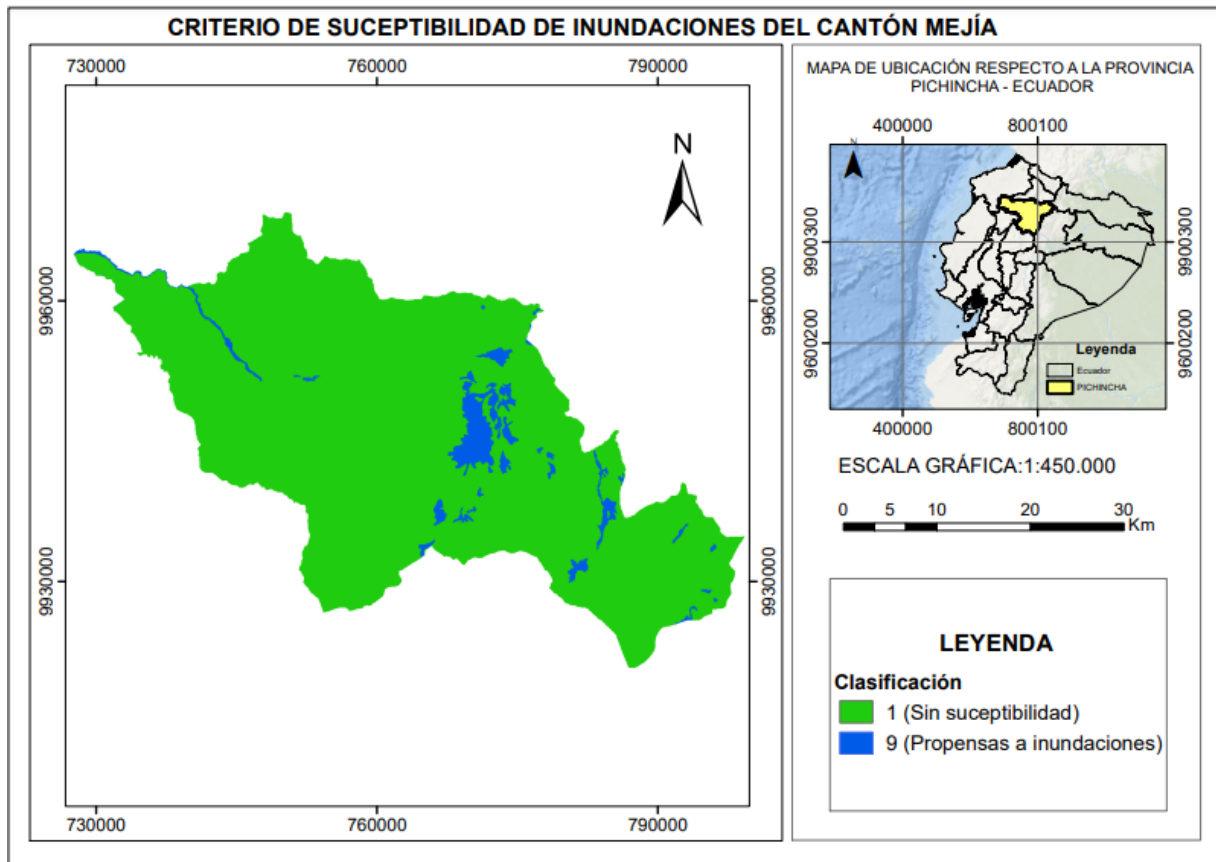 CRITERIO DE SUCEPTIBILIDAD DE INUNDACIONES DEL CANTÓN MEJÍA
730000 760000 790000
N
9960000 9960000
9930000 9930000
730000 760000 790000
MAPA DE UBICACIÓN RESPECTO A LA PROVINCIA
PICHINCHA - ECUADOR
400000 800100
9900300 9900300
9600200 9600200
Leyenda
Ecuador
PICHINCHA
400000 800100
ESCALA GRÁFICA:1:450.000
0 5 10 20 30
Km
LEYENDA
Clasificación
1 (Sin suceptibilidad)
9 (Propensas a inundaciones)